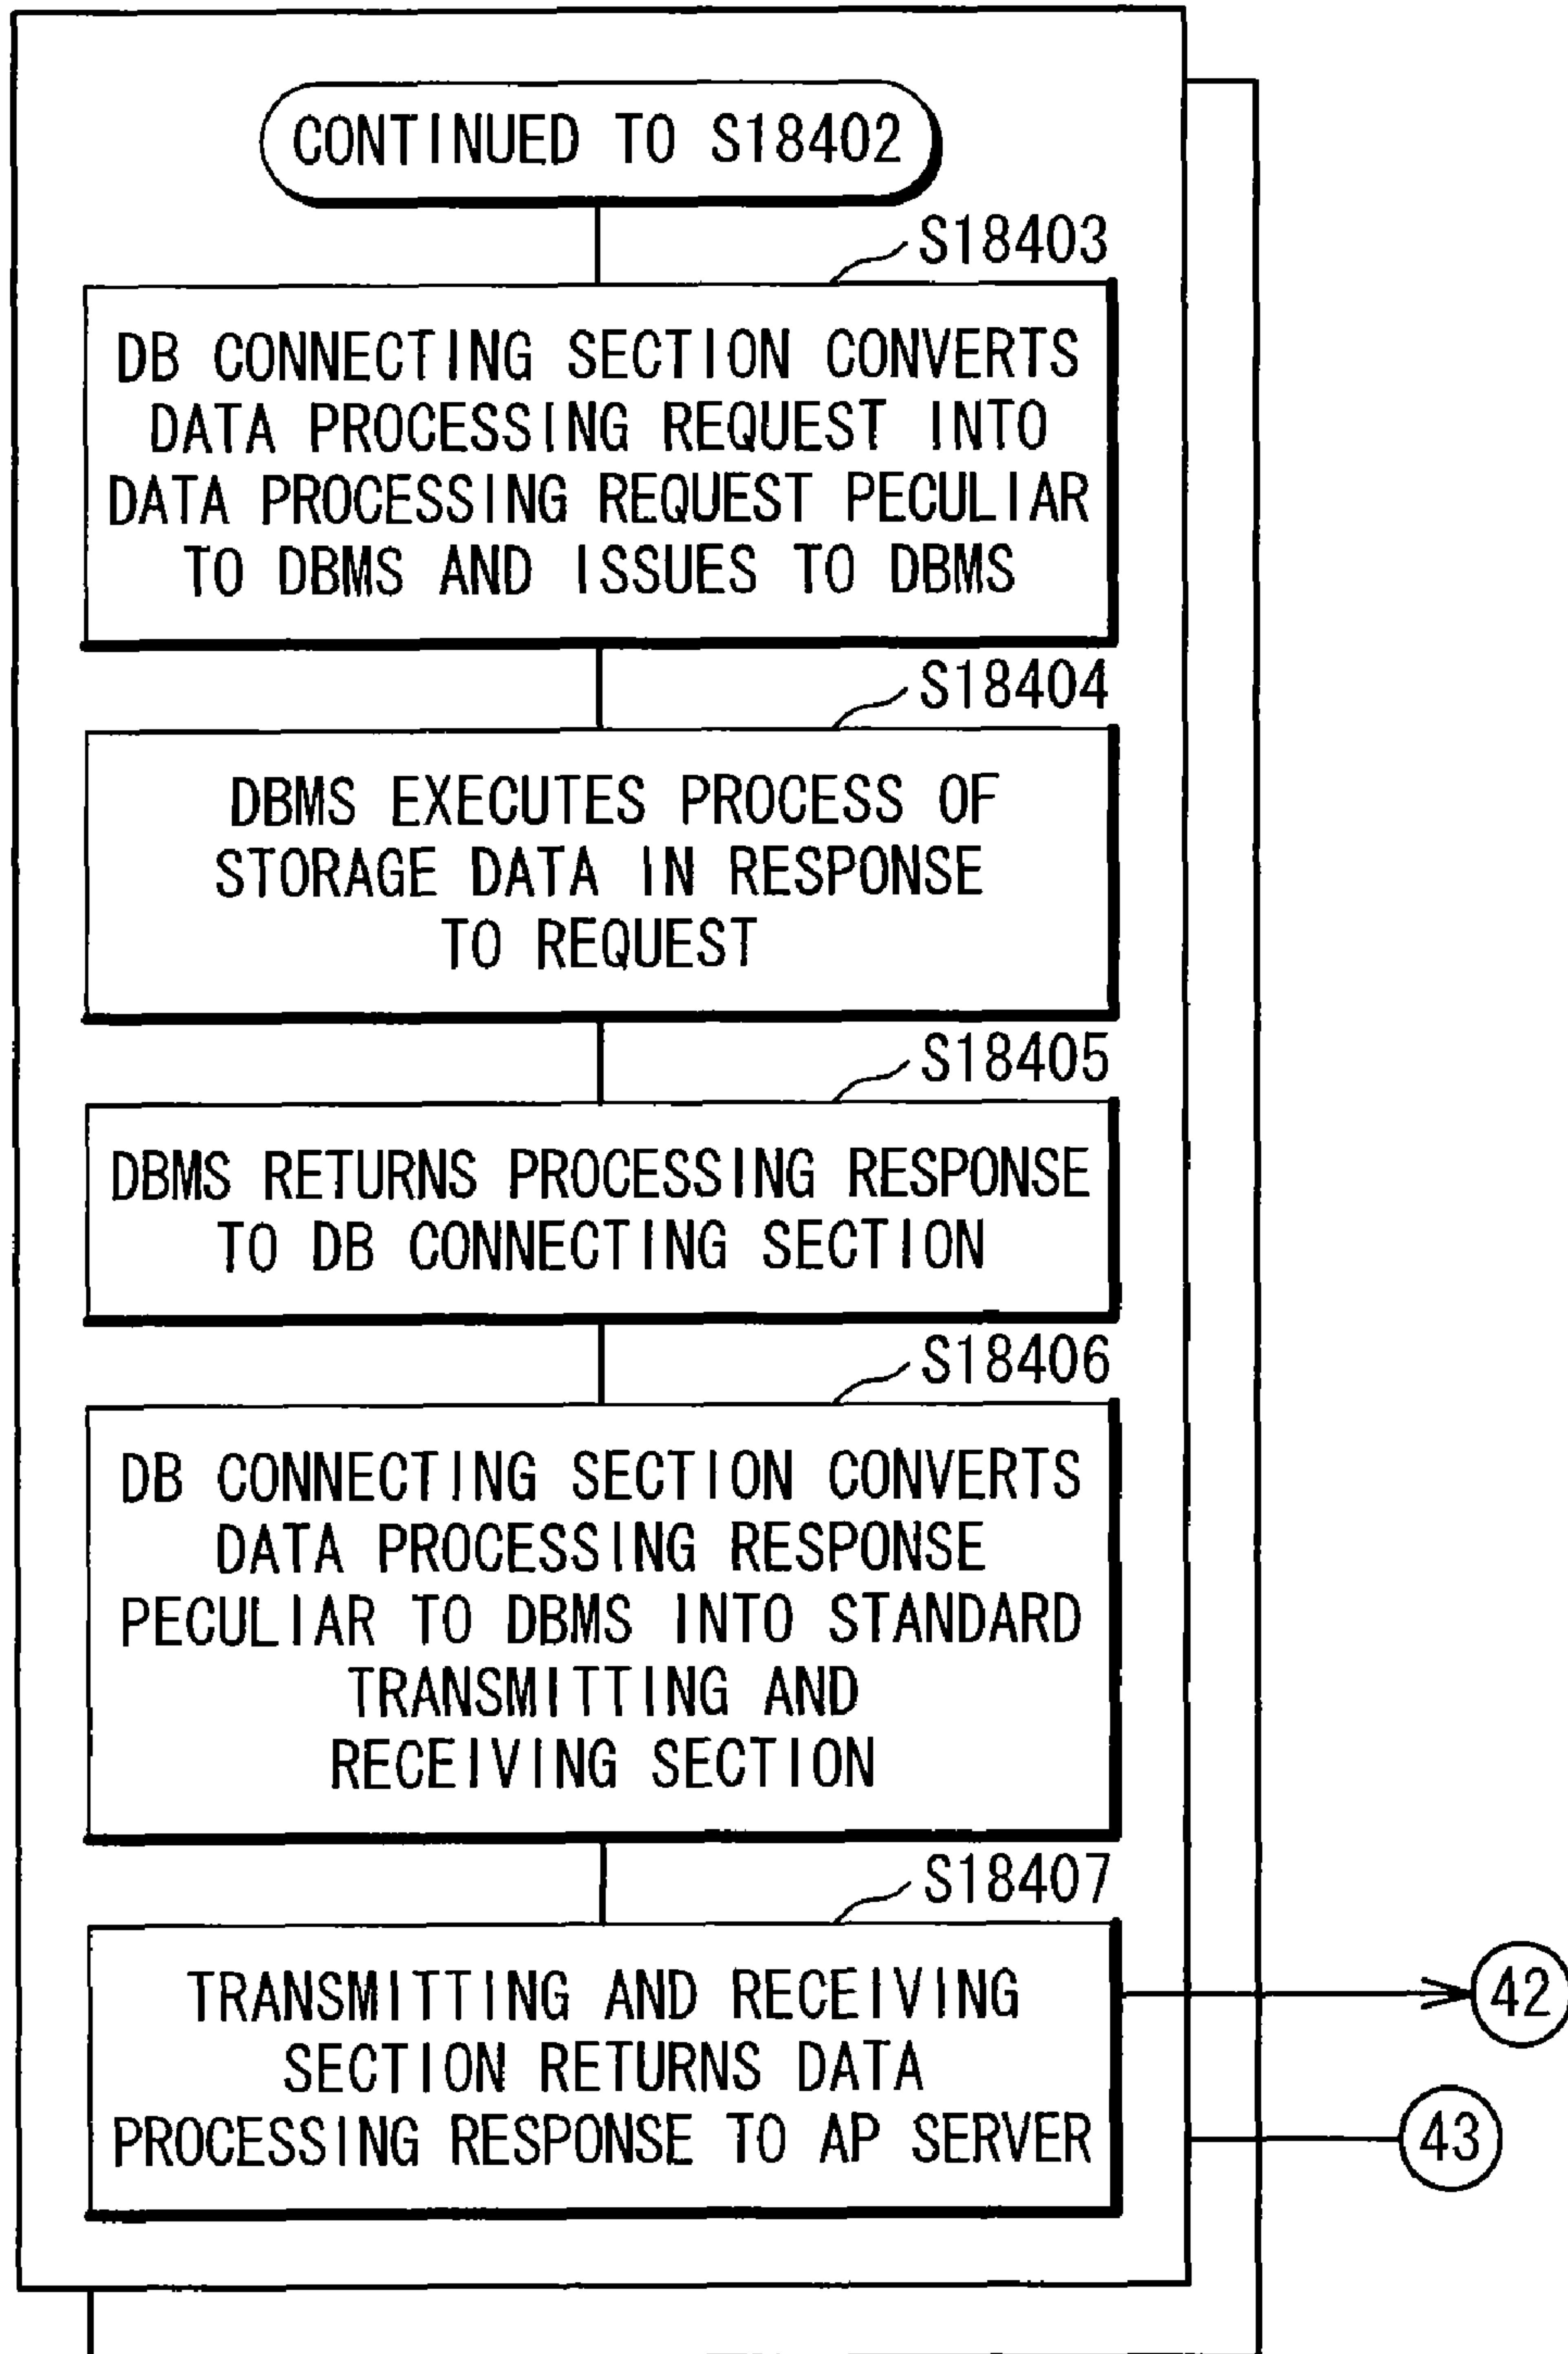 CONTINUED TO S18402
S18403
DB CONNECTING SECTION CONVERTS
DATA PROCESSING REQUEST INTO
DATA PROCESSING REQUEST PECULIAR
TO DBMS AND ISSUES TO DBMS
S18404
DBMS EXECUTES PROCESS OF
STORAGE DATA IN RESPONSE
TO REQUEST
S18405
DBMS RETURNS PROCESSING RESPONSE
TO DB CONNECTING SECTION
S18406
DB CONNECTING SECTION CONVERTS
DATA PROCESSING RESPONSE
PECULIAR TO DBMS INTO STANDARD
TRANSMITTING AND
RECEIVING SECTION
S18407
TRANSMITTING AND RECEIVING
SECTION RETURNS DATA
PROCESSING RESPONSE TO AP SERVER
42
43